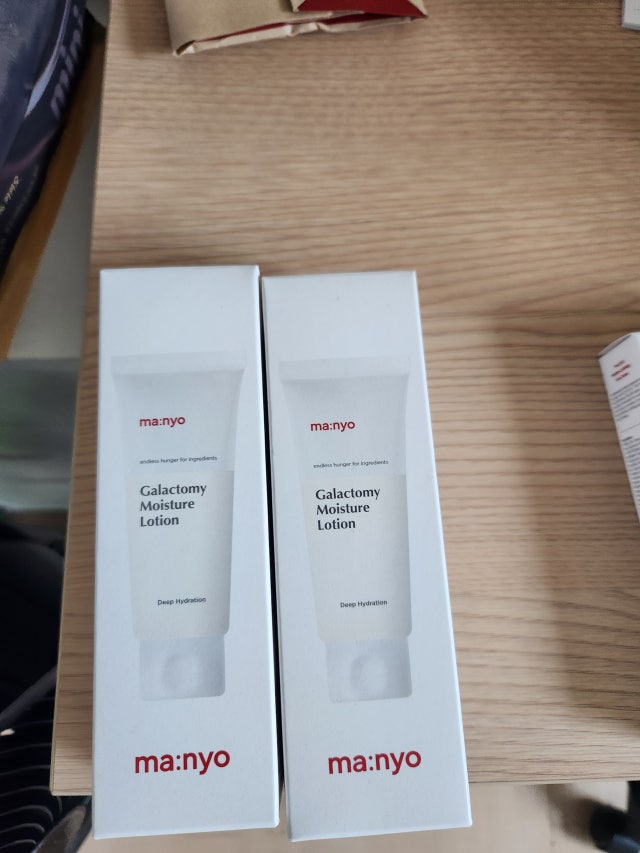 mini
ma:nyo
endless hunger for ingredients
Galactomy
Moisture
Lotion
Deep Hydration
ma:nyo
ma:nyo
endless hunger for ingredients
Galactomy
Moisture
Lotion
Deep Hydration
ma:nyo